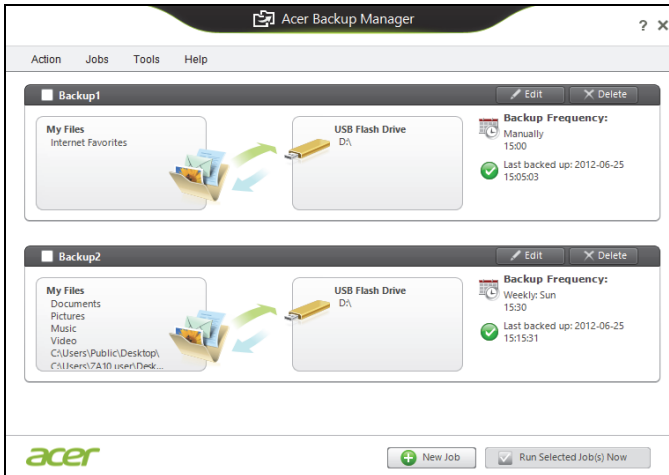 Acer Backup Manager
? X
Action Jobs Tools Help
Backup1 Edit Delete
My Files
Internet Favorites
USB Flash Drive
D:\
Backup Frequency:
Manually
15:00
Last backed up: 2012-06-25
15:05:03
Backup2 Edit Delete
My Files
Documents
Pictures
Music
Video
C:\Users\Public\Desktop\
C:\Users\ZA10 user\Desk...
USB Flash Drive
D:\
Backup Frequency:
Weekly: Sun
15:30
Last backed up: 2012-06-25
15:15:31
acer New Job Run Selected Job(s) Now